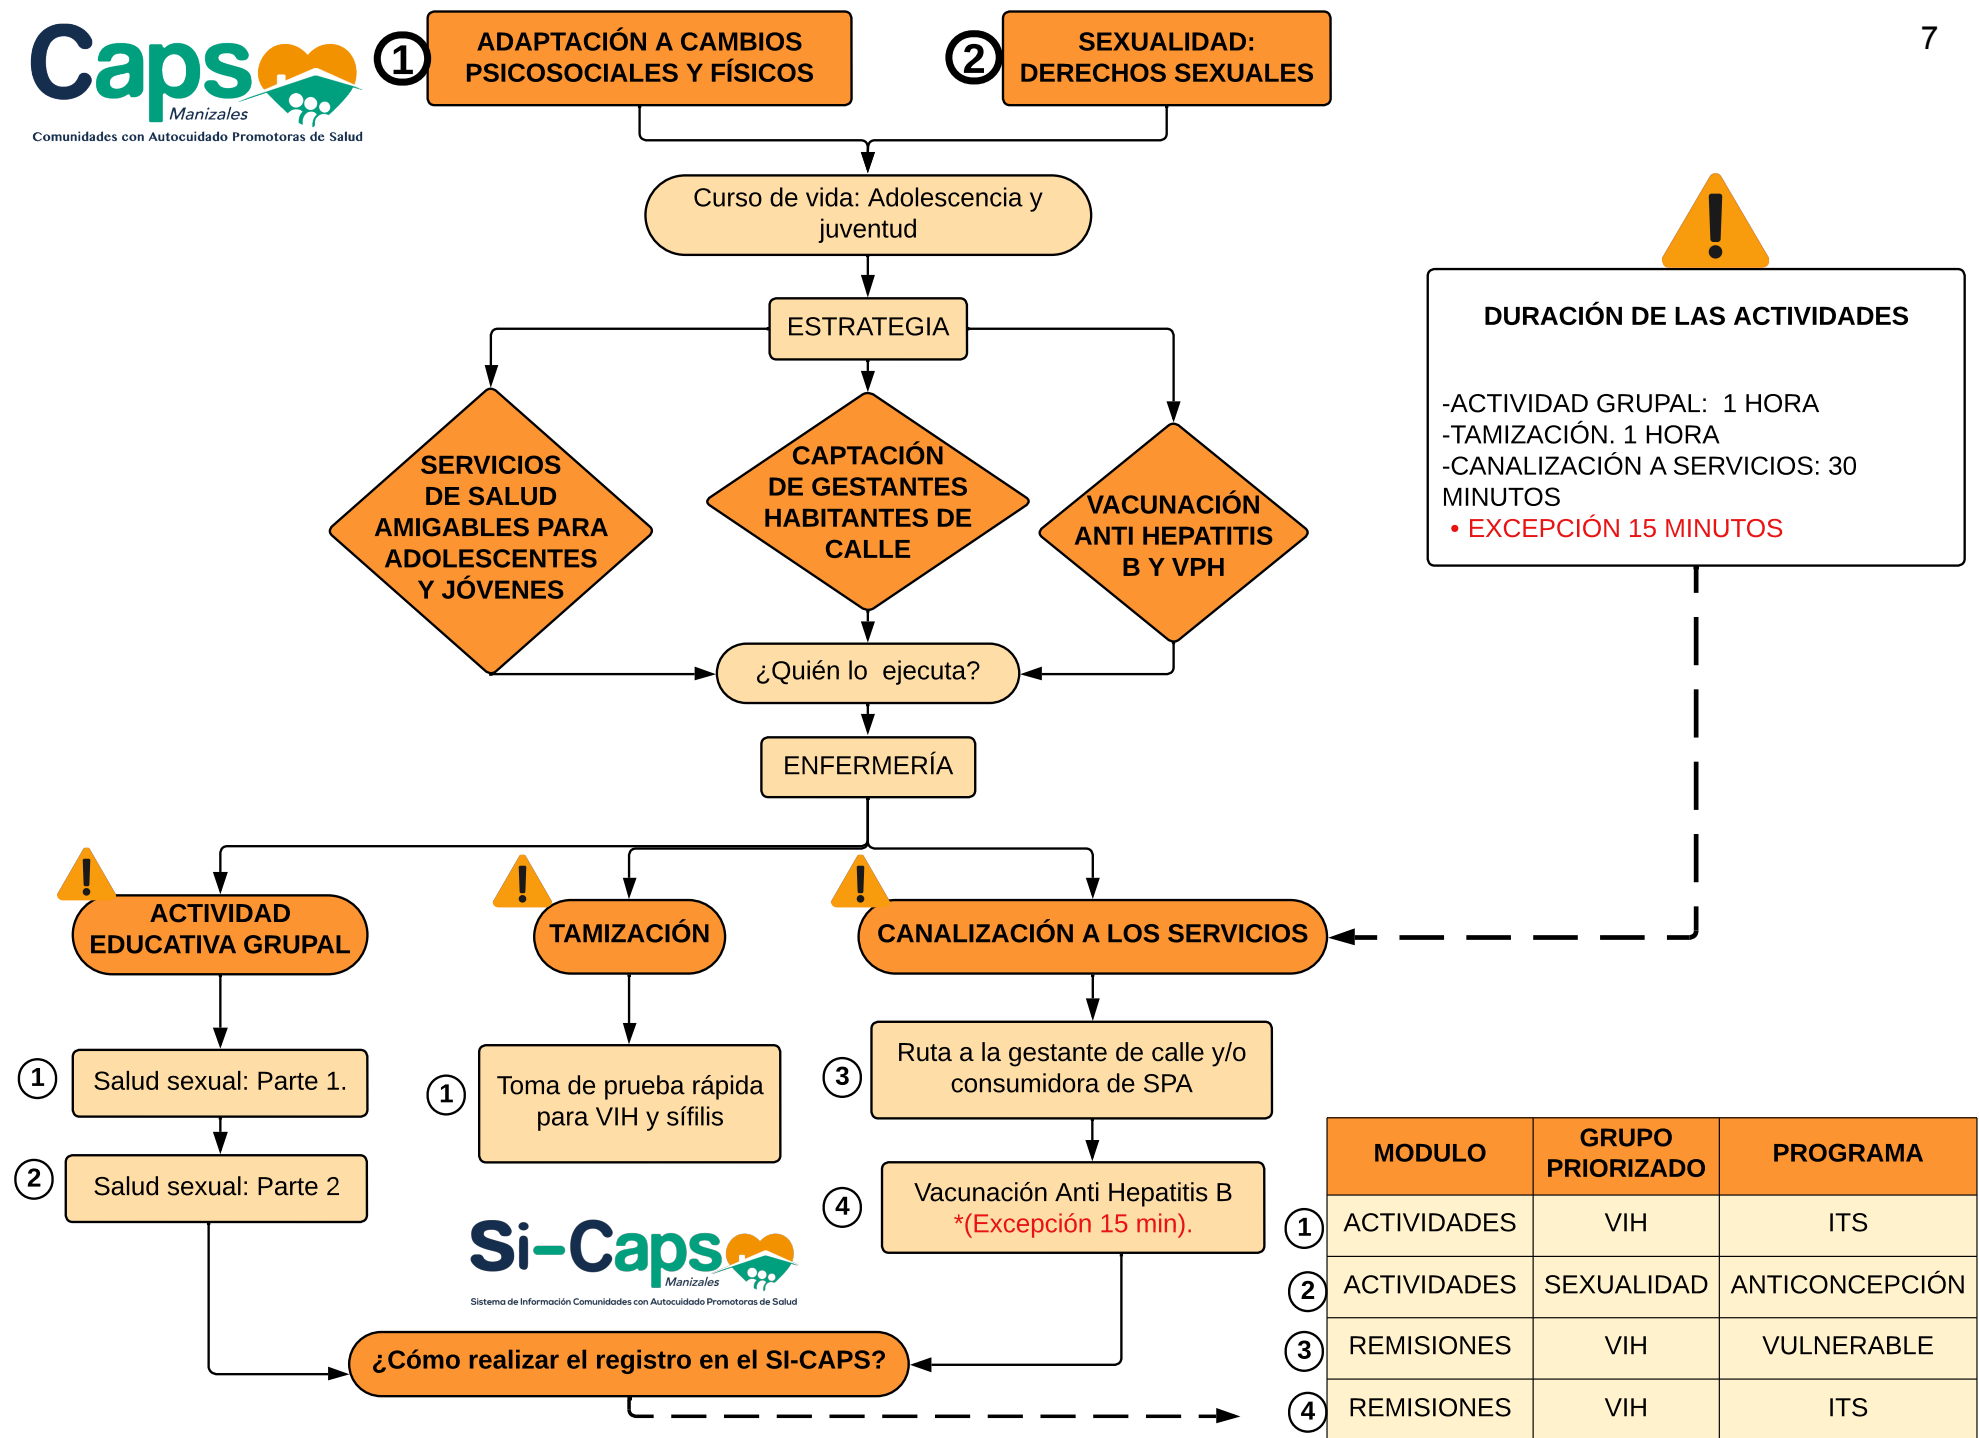 Caps
Manizales
Comunidades con Autocuidado Promotoras de Salud
1
ADAPTACIÓN A CAMBIOS
PSICOSOCIALES Y FÍSICOS
2
SEXUALIDAD:
DERECHOS SEXUALES
7
Curso de vida: Adolescencia y
juventud
ESTRATEGIA
SERVICIOS
DE SALUD
AMIGABLES PARA
ADOLESCENTES
Y JÓVENES
CAPTACIÓN
DE GESTANTES
HABITANTES DE
CALLE
VACUNACIÓN
ANTI HEPATITIS
B Y VPH
DURACIÓN DE LAS ACTIVIDADES
-ACTIVIDAD GRUPAL:  1 HORA
-TAMIZACIÓN. 1 HORA
-CANALIZACIÓN A SERVICIOS: 30
MINUTOS
• EXCEPCIÓN 15 MINUTOS
¿Quién lo  ejecuta?
ENFERMERÍA
ACTIVIDAD
EDUCATIVA GRUPAL
TAMIZACIÓN
CANALIZACIÓN A LOS SERVICIOS
1
Salud sexual: Parte 1.
2
Salud sexual: Parte 2
1
Toma de prueba rápida
para VIH y sífilis
3
Ruta a la gestante de calle y/o
consumidora de SPA
4
Vacunación Anti Hepatitis B
*(Excepción 15 min).
Si-Caps
Manizales
Sistema de Información Comunidades con Autocuidado Promotoras de Salud
¿Cómo realizar el registro en el SI-CAPS?
MODULO GRUPO PRIORIZADO PROGRAMA
1 ACTIVIDADES VIH ITS
2 ACTIVIDADES SEXUALIDAD ANTICONCEPCIÓN
3 REMISIONES VIH VULNERABLE
4 REMISIONES VIH ITS